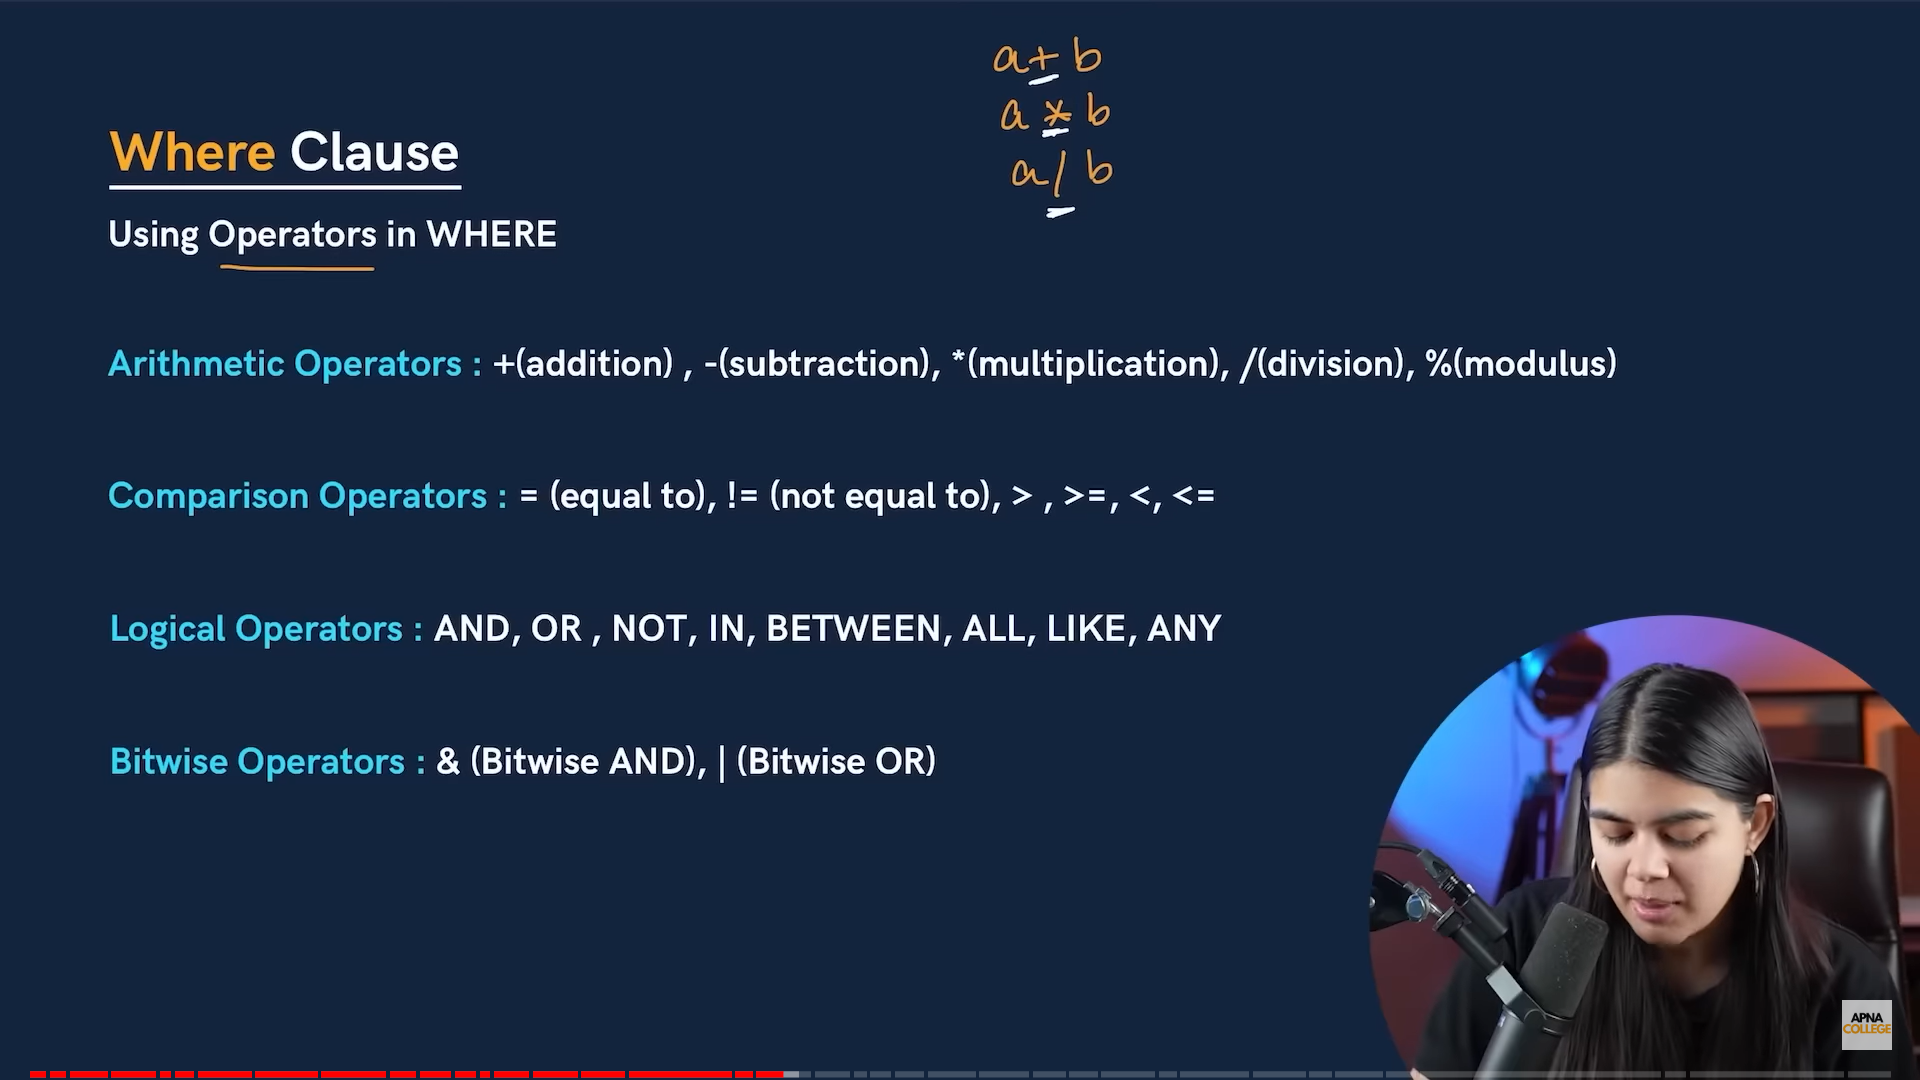 a + b
a * b
a / b
Where Clause
Using Operators in WHERE
Arithmetic Operators : +(addition) , -(subtraction), *(multiplication), /(division), %(modulus)
Comparison Operators : = (equal to), != (not equal to), > , >=, <, <=
Logical Operators : AND, OR , NOT, IN, BETWEEN, ALL, LIKE, ANY
Bitwise Operators : & (Bitwise AND), | (Bitwise OR)
APNA
COLLEGE